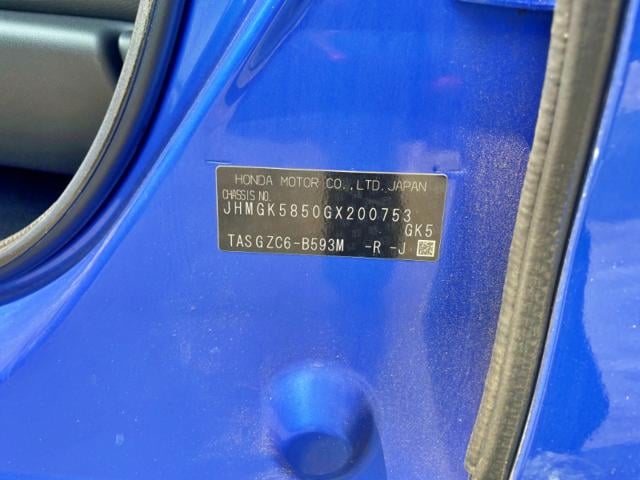 HONDA MOTOR CO.,LTD.JAPAN
CHASSIS NO.
JHMGK5850GX200753
GK5
TASGZC6-B593M -R -J